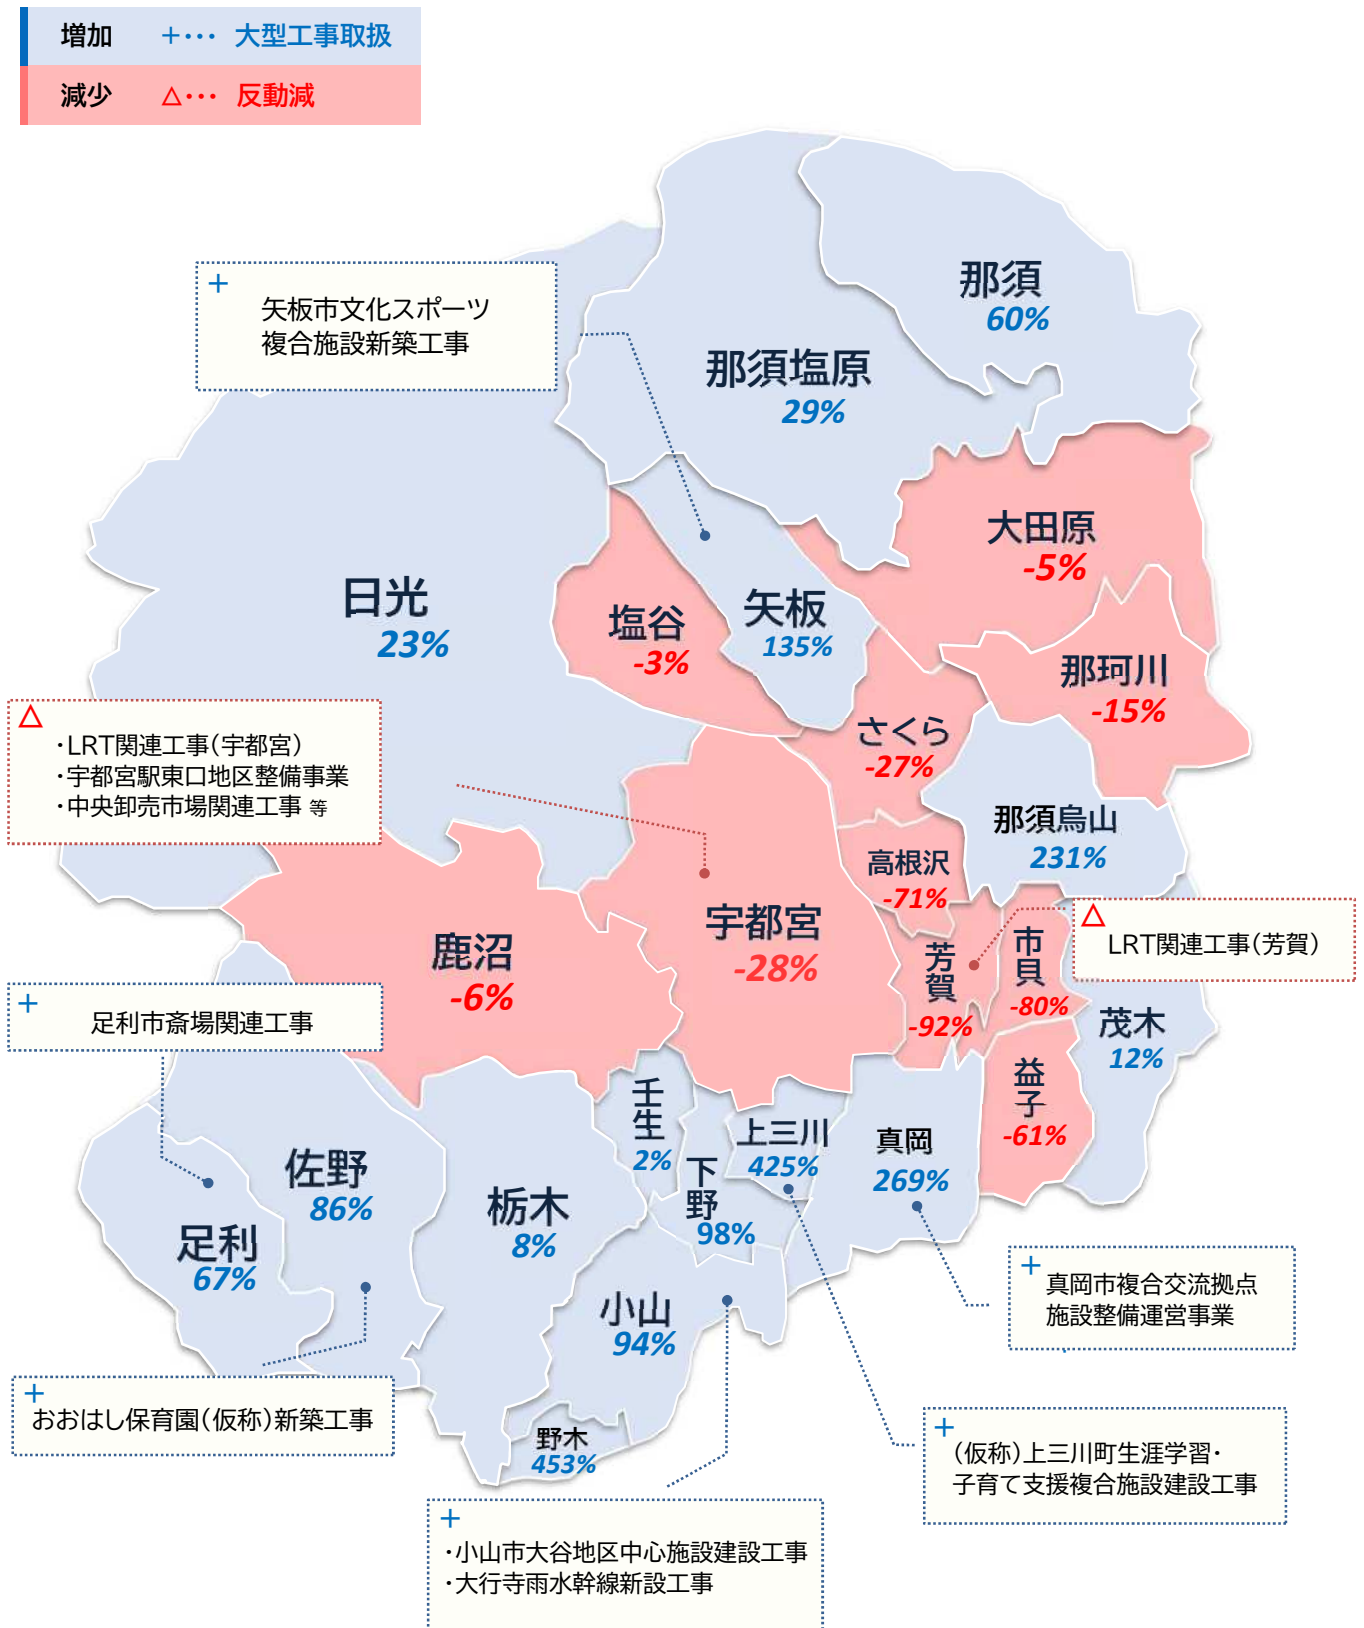 増加 ＋･･･ 大型工事取扱
減少 △･･･ 反動減
＋
矢板市文化スポーツ
複合施設新築工事
那須
60%
那須塩原
29%
大田原
-5%
日光
23%
塩谷
-3%
矢板
135%
那珂川
-15%
さくら
-27%
△
・LRT関連工事（宇都宮）
・宇都宮駅東口地区整備事業
・中央卸売市場関連工事 等
那須烏山
231%
高根沢
-71%
宇都宮
-28%
鹿沼
-6%
芳賀
-92%
市貝
-80%
△
LRT関連工事（芳賀）
茂木
12%
＋
足利市斎場関連工事
益子
-61%
壬生
2%
上三川
425%
真岡
269%
下野
98%
佐野
86%
栃木
8%
足利
67%
小山
94%
＋
真岡市複合交流拠点
施設整備運営事業
＋
おおはし保育園（仮称）新築工事
野木
453%
＋
（仮称）上三川町生涯学習・
子育て支援複合施設建設工事
＋
・小山市大谷地区中心施設建設工事
・大行寺雨水幹線新設工事